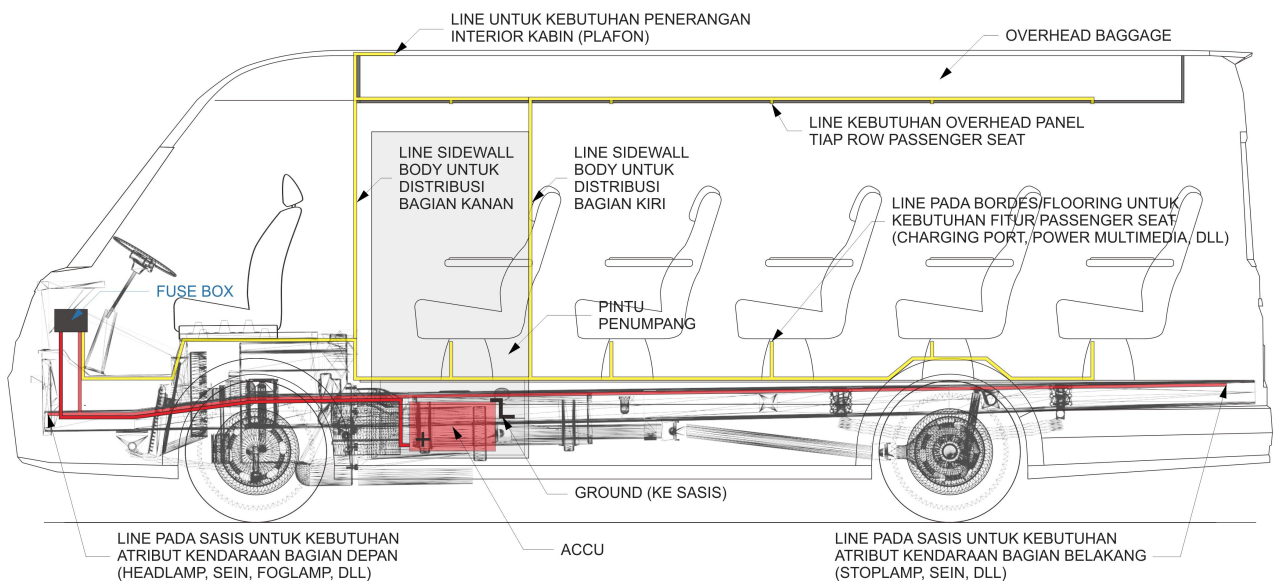 LINE UNTUK KEBUTUHAN PENERANGAN
INTERIOR KABIN (PLAFON)
OVERHEAD BAGGAGE
LINE KEBUTUHAN OVERHEAD PANEL
TIAP ROW PASSENGER SEAT
LINE SIDEWALL
BODY UNTUK
DISTRIBUSI
BAGIAN KANAN
LINE SIDEWALL
BODY UNTUK
DISTRIBUSI
BAGIAN KIRI
LINE PADA BORDES/FLOORING UNTUK
KEBUTUHAN FITUR PASSENGER SEAT
(CHARGING PORT, POWER MULTIMEDIA, DLL)
FUSE BOX
PINTU
PENUMPANG
+
GROUND (KE SASIS)
ACCU
LINE PADA SASIS UNTUK KEBUTUHAN
ATRIBUT KENDARAAN BAGIAN DEPAN
(HEADLAMP, SEIN, FOGLAMP, DLL)
LINE PADA SASIS UNTUK KEBUTUHAN
ATRIBUT KENDARAAN BAGIAN BELAKANG
(STOPLAMP, SEIN, DLL)